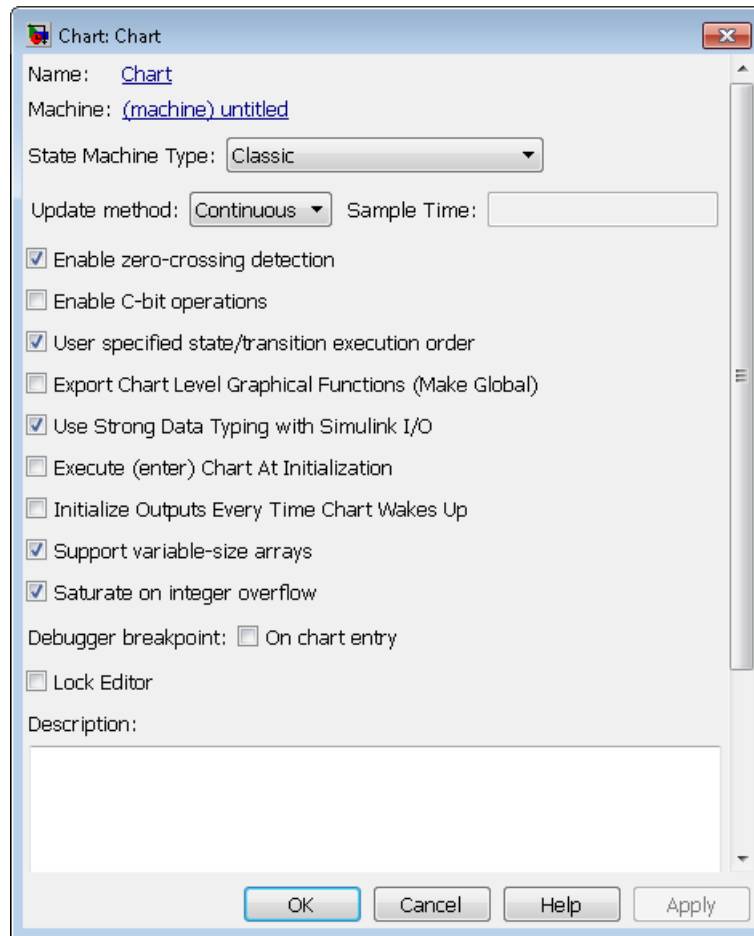 Chart: Chart
Name: Chart
Machine: (machine) untitled
State Machine Type: Classic
Update method: Continuous Sample Time:
Enable zero-crossing detection
Enable C-bit operations
User specified state/transition execution order
Export Chart Level Graphical Functions (Make Global)
Use Strong Data Typing with Simulink I/O
Execute (enter) Chart At Initialization
Initialize Outputs Every Time Chart Wakes Up
Support variable-size arrays
Saturate on integer overflow
Debugger breakpoint: On chart entry
Lock Editor
Description:
OK Cancel Help Apply